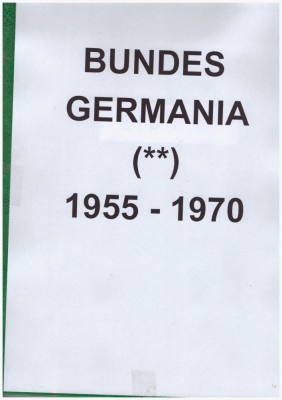 BUNDES
GERMANIA
(**)
1955 - 1970